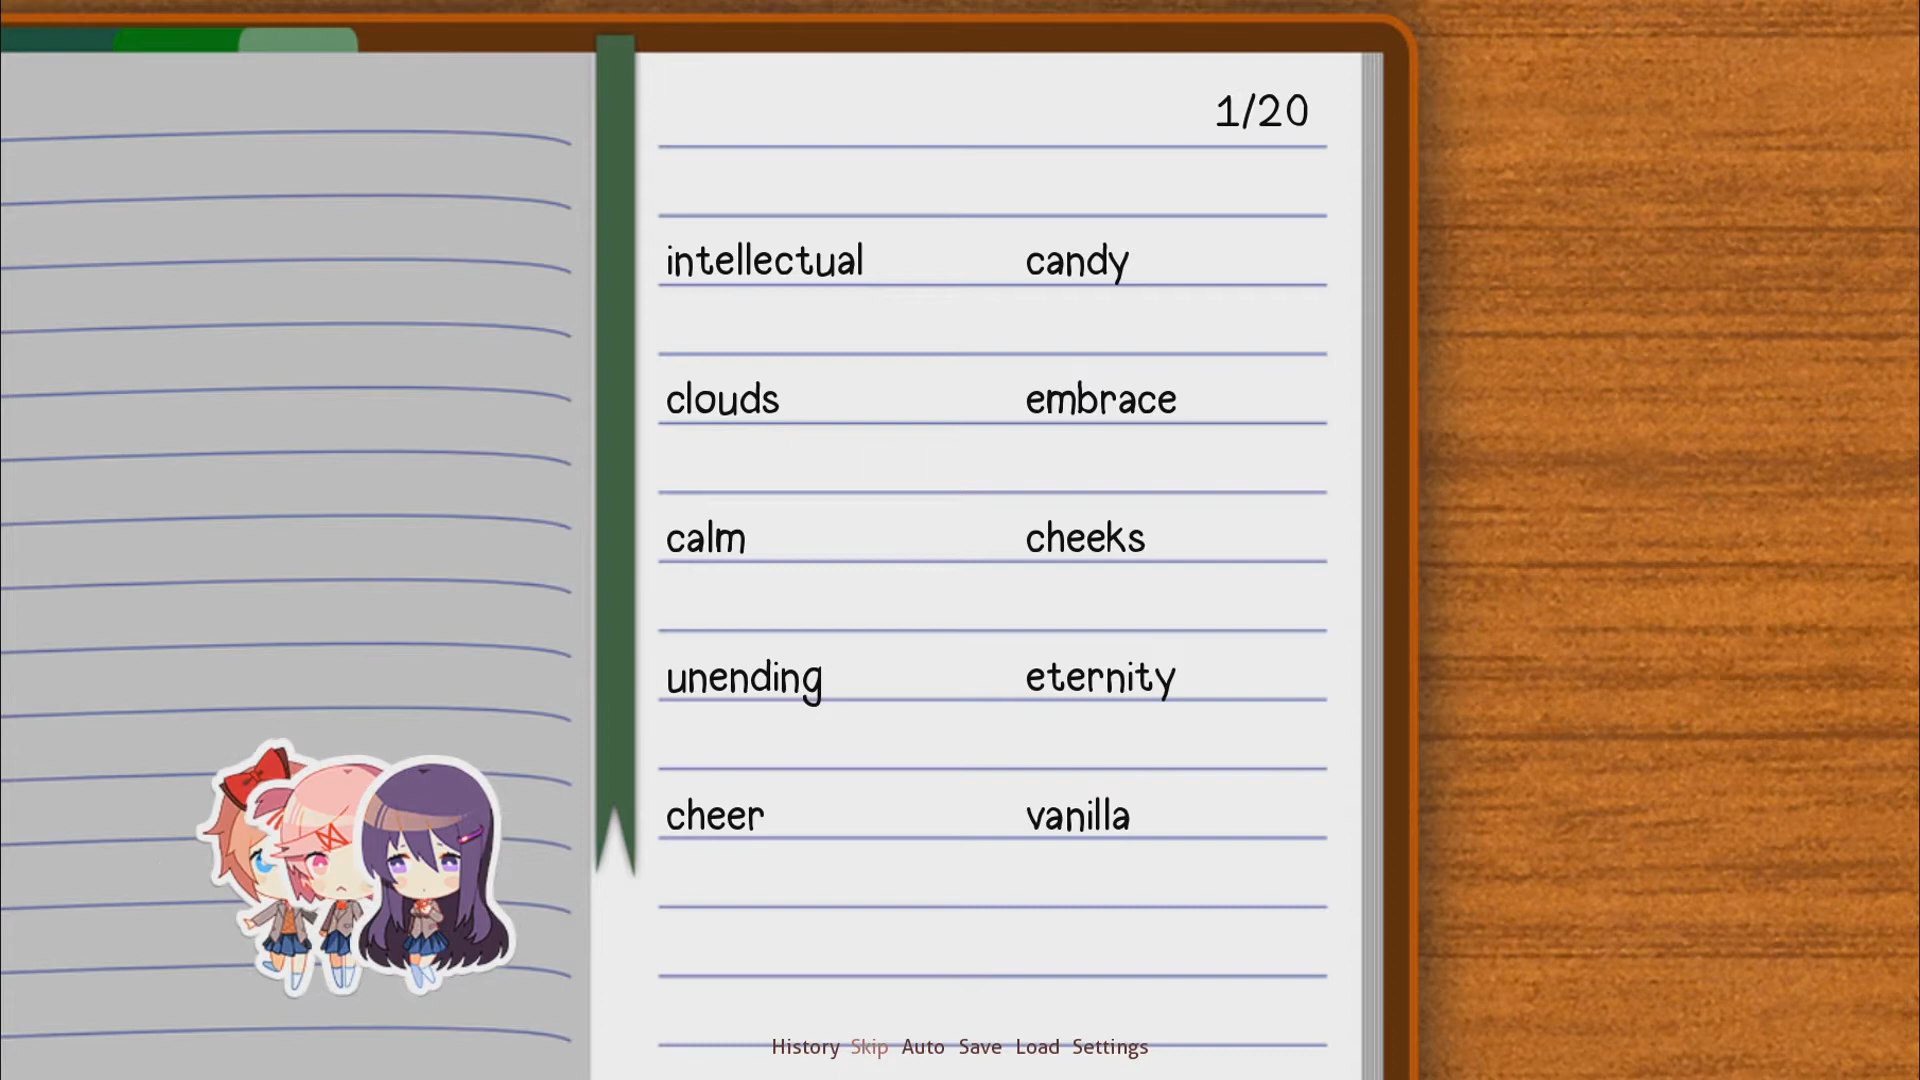 1/20
intellectual candy
clouds embrace
calm cheeks
unending eternity
cheer vanilla
History Skip Auto Save Load Settings